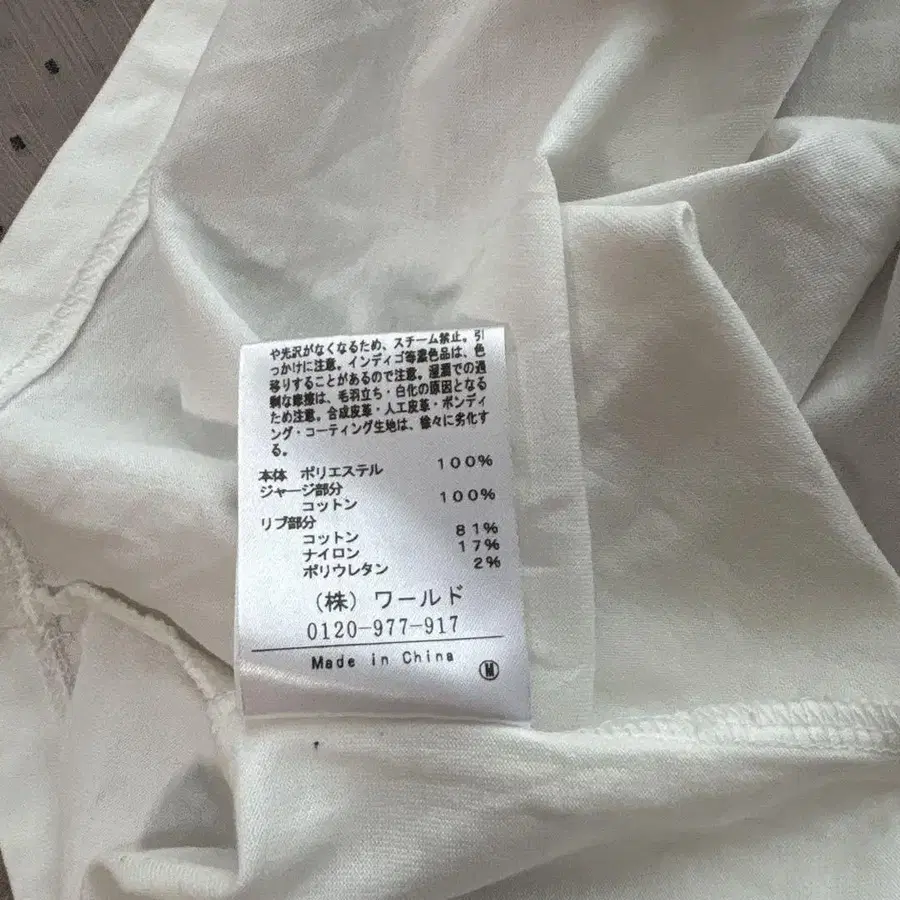 や光沢がなくなるため、スチーム禁止。引
っかけに注意。インディゴ等濃色品は、色
移りすることがあるので注意。湿潤での過
剰な摩擦は、毛羽立ち・白化の原因となる
ため注意。合成皮革・人工皮革・ボンディ
ング・コーティング生地は、徐々に劣化す
る。
本体 ポリエステル 100%
ジャージ部分
コットン 100%
リブ部分
コットン 81%
ナイロン 17%
ポリウレタン 2%
(株) ワールド
0120-977-917
Made in China
M